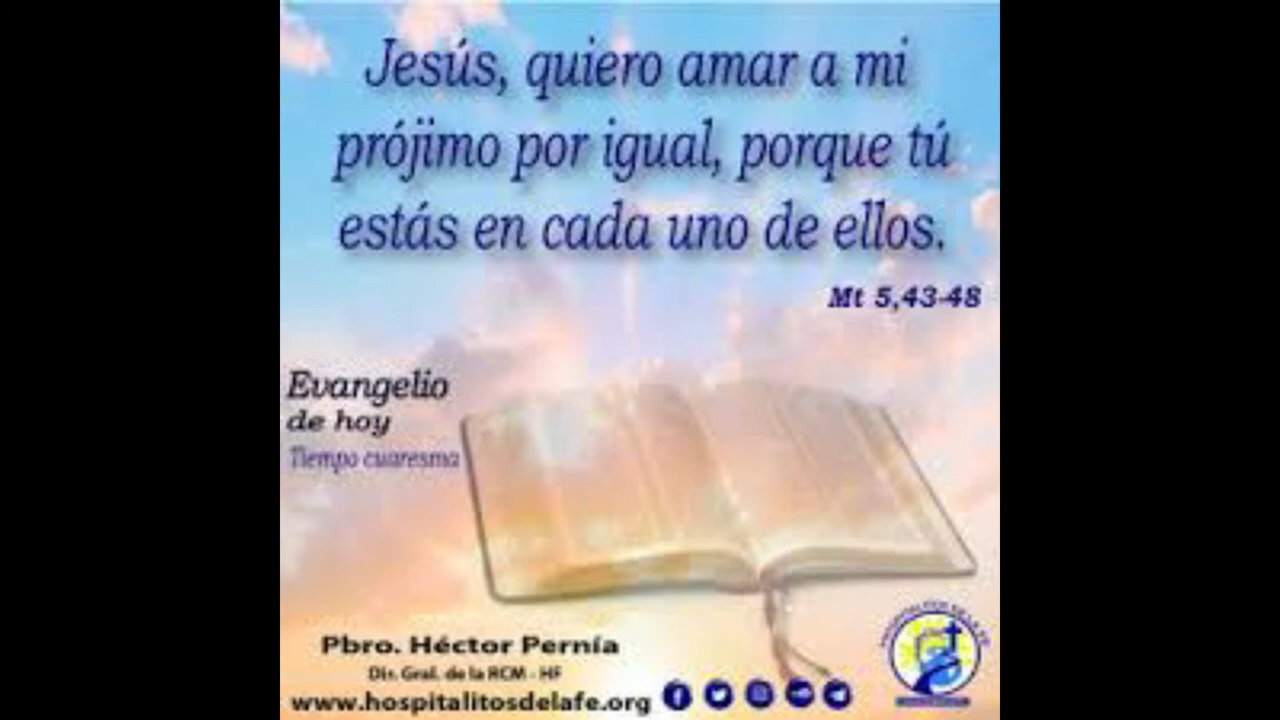 Jesús, quiero amar a mi
prójimo por igual, porque tú
estás en cada uno de ellos.
Mt 5,43-48
Evangelio
de hoy
Tiempo cuaresma
Pbro. Héctor Pernía
Dir. Gral. de la RCM - HF
www.hospitalitosdelafe.org